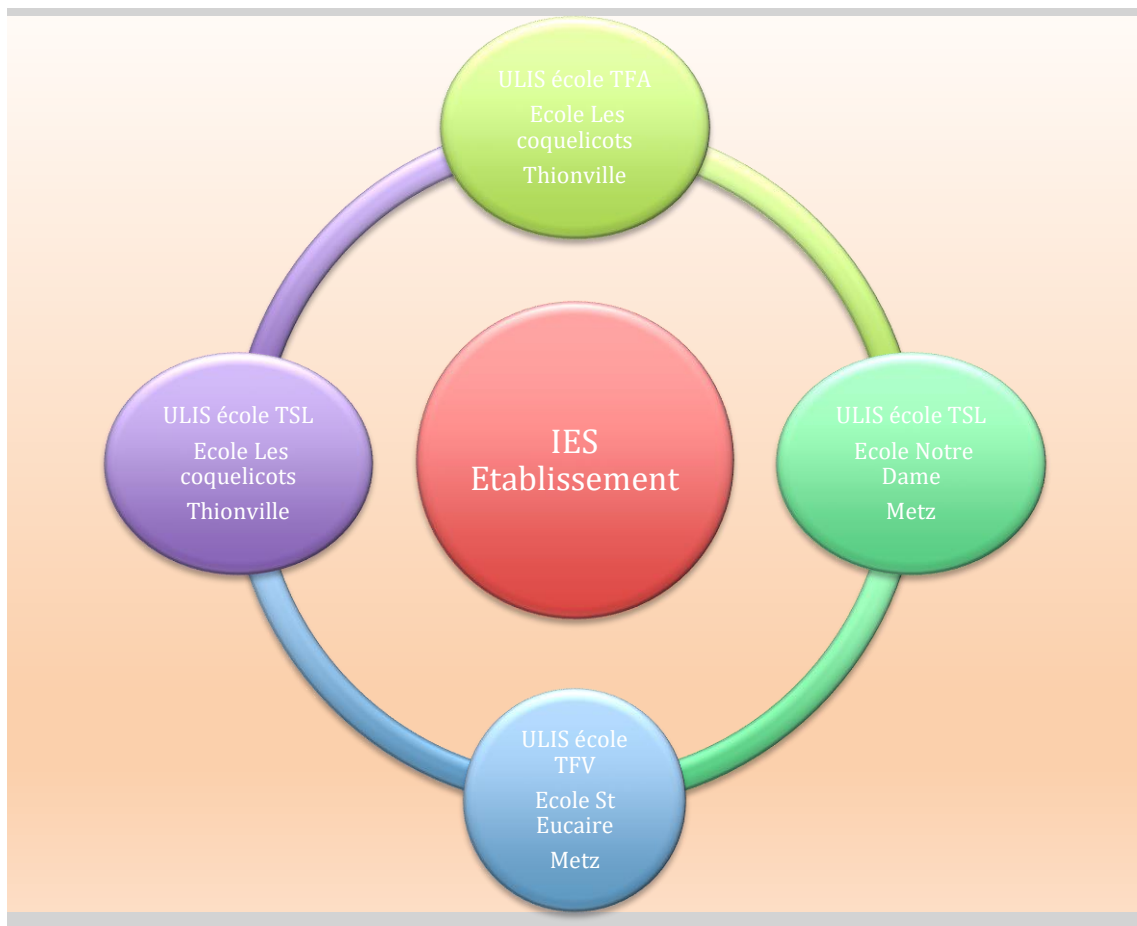 ULIS école TFA
Ecole Les
coquelicots
Thionville
ULIS école TSL
Ecole Les
coquelicots
Thionville
IES
Etablissement
ULIS école TSL
Ecole Notre
Dame
Metz
ULIS école
TFV
Ecole St
Eucaire
Metz